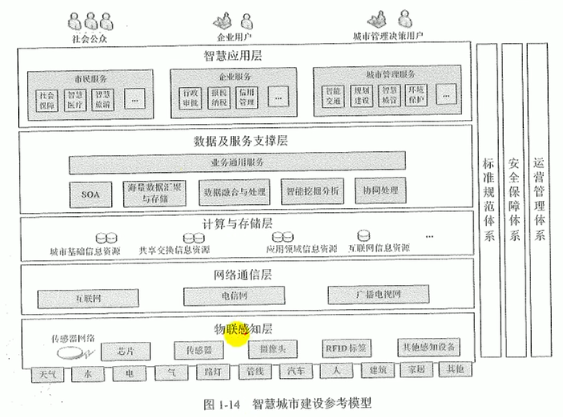 社会公众 企业用户 城市管理决策用户
智慧应用层
市民服务 企业服务 城市管理服务
社会保障 智慧医疗 智慧旅游 ... 行政审批 报税纳税 信用管理 ... 智能交通 规划建设 智慧城管 环境保护 ...
数据及服务支撑层
业务通用服务
SOA 海量数据汇聚与存储 数据融合与处理 智能挖掘分析 协同处理
计算与存储层
城市基础信息资源 共享交换信息资源 应用领域信息资源 互联网信息资源 ...
网络通信层
互联网 电信网 广播电视网
物联感知层
传感器网络 芯片 传感器 摄像头 RFID 标签 其他感知设备
天气 水 电 气 路灯 管线 汽车 人 建筑 家居 其他
标准规范体系
安全保障体系
运营管理体系
图 1-14 智慧城市建设参考模型